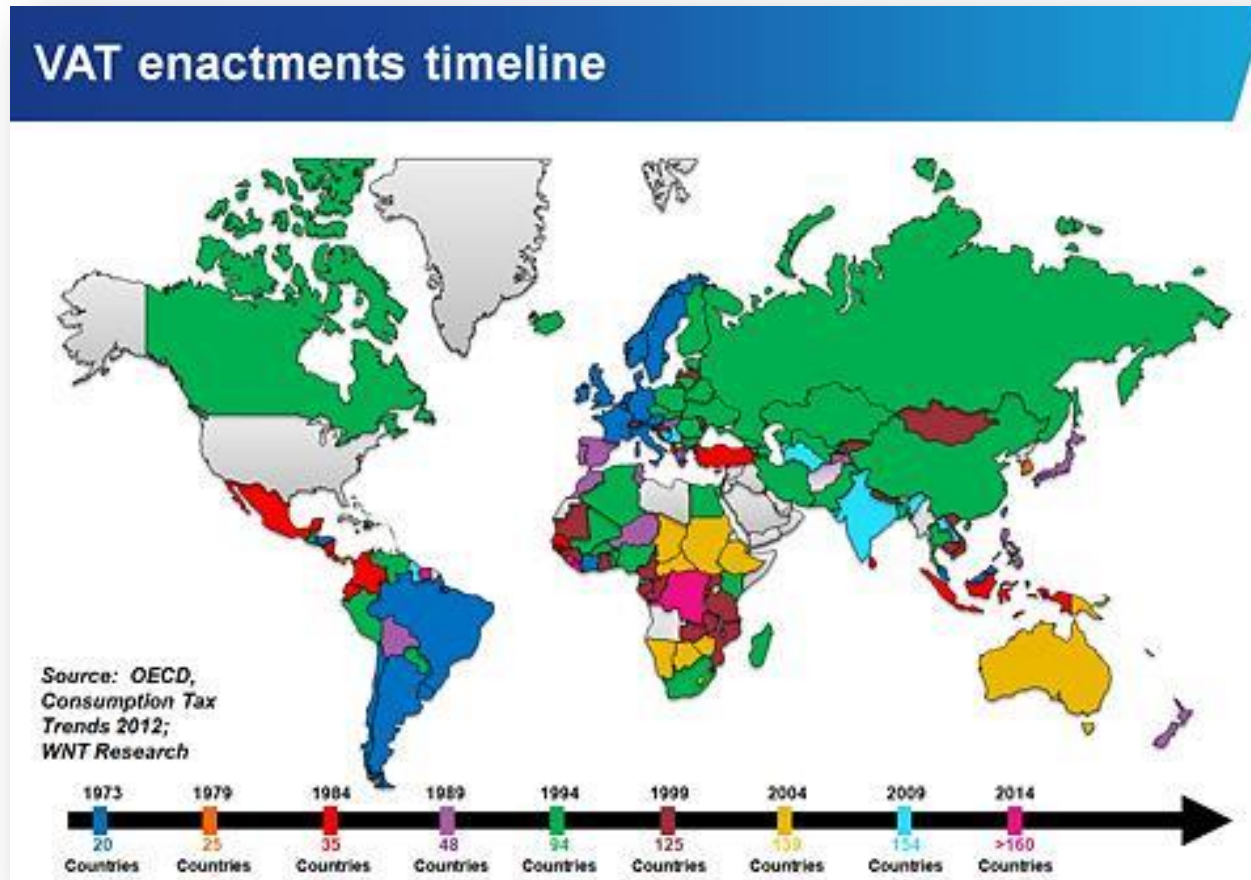 VAT enactments timeline
Source: OECD,
Consumption Tax
Trends 2012;
WNT Research
1973 1979 1984 1989 1994 1999 2004 2009 2014
20 25 35 48 94 125 139 154 >160
Countries Countries Countries Countries Countries Countries Countries Countries Countries